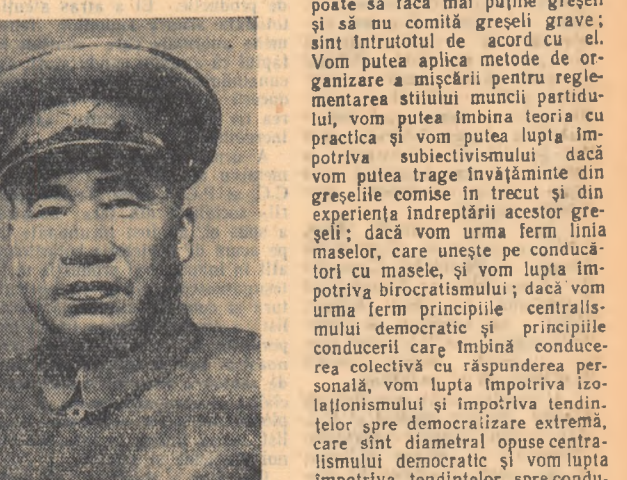 poate să facă mai puține greșeli
și să nu comită greșeli grave;
sînt întrutotul de acord cu el.
Vom putea aplica metode de or-
ganizare a mișcării pentru regle-
mentarea stilului muncii partidu-
lui, vom putea îmbina teoria cu
practica și vom putea lupta îm-
potriva subiectivismului dacă
vom putea trage învățăminte din
greșelile comise în trecut și din
experiența îndreptării acestor gre-
șeli; dacă vom urma ferm linia
maselor, care unește pe conducă-
tori cu masele, și vom lupta îm-
potriva birocratismului; dacă vom
urma ferm principiile centralis-
mului democratic și principiile
conducerii care îmbină conduce-
rea colectivă cu răspunderea per-
sonală, vom lupta împotriva izo-
laționismului și împotriva tendin-
țelor spre democratizare extremă,
care sînt diametral opuse centra-
lismului democratic și vom lupta
împotriva tendințelor spre condu-